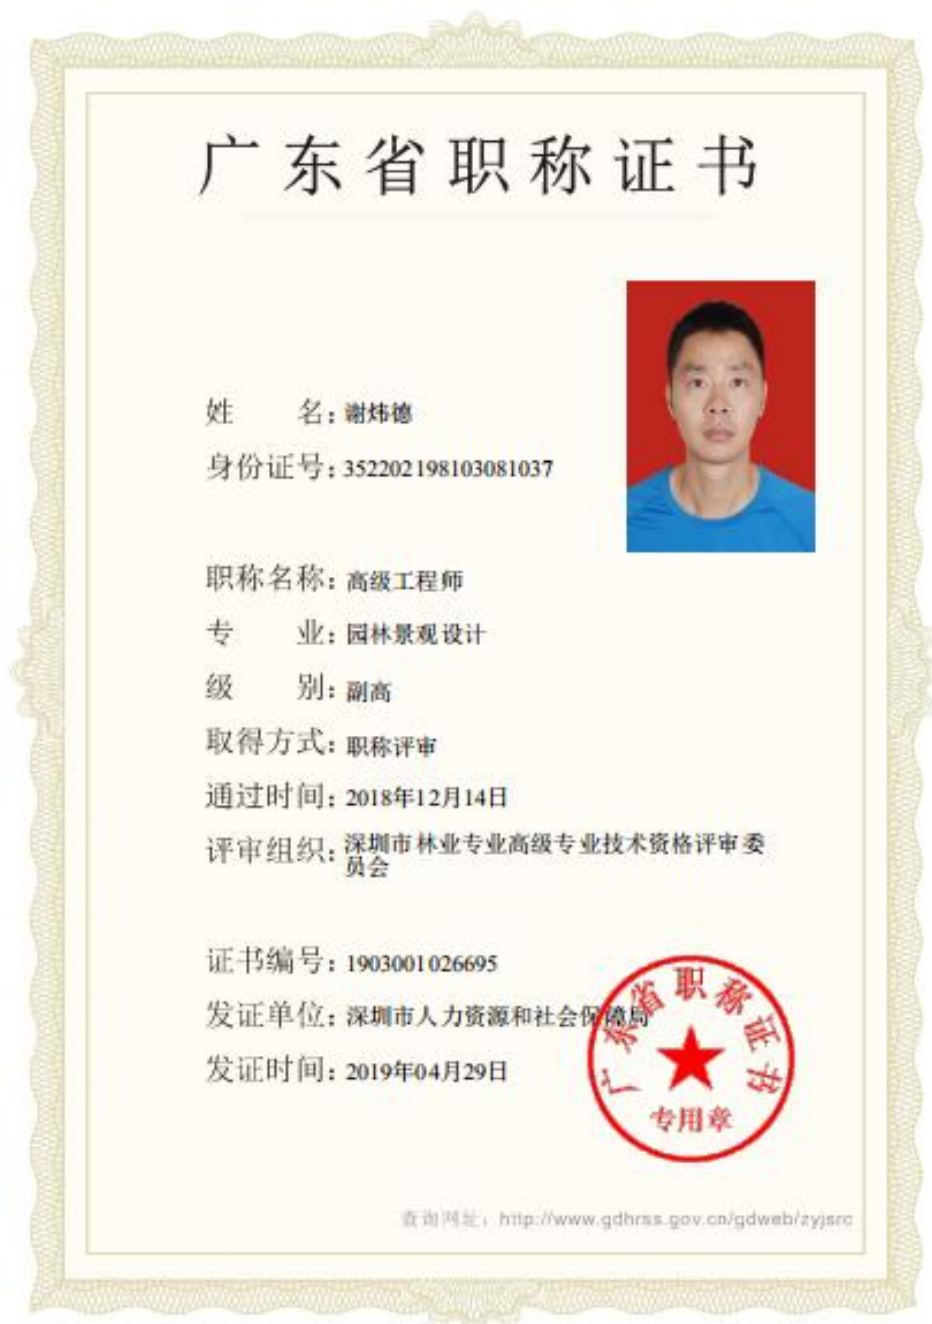 广东省职称证书
姓 名：谢炜德
身份证号：352202198103081037
职称名称：高级工程师
专 业：园林景观设计
级 别：副高
取得方式：职称评审
通过时间：2018年12月14日
评审组织：深圳市林业专业高级专业技术资格评审委
员会
证书编号：1903001026695
发证单位：深圳市人力资源和社会保障局
发证时间：2019年04月29日
广东省职称证书
专用章
查询网址：http://www.gdhrss.gov.cn/gdweb/zyjsrc